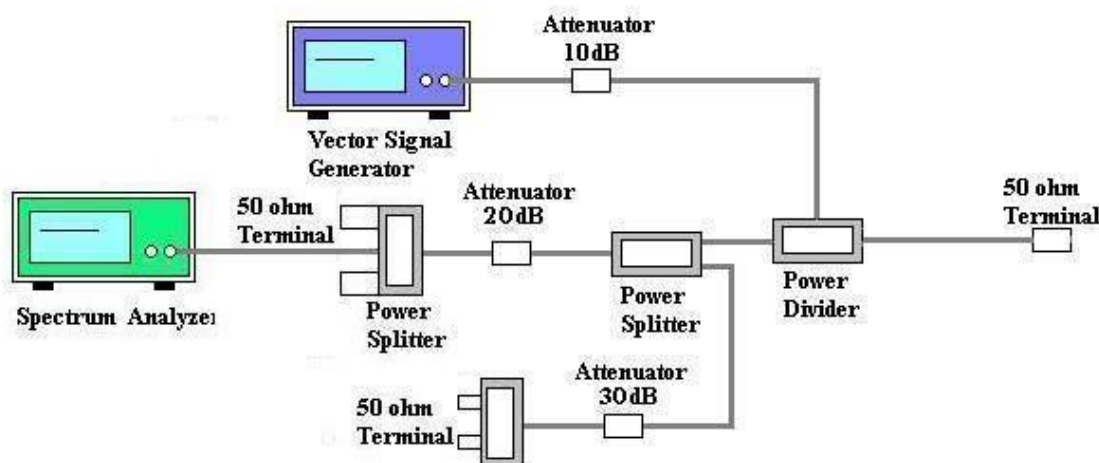 Attenuator
10dB
Vector Signal
Generator
50 ohm
Terminal
Attenuator
20dB
50 ohm
Terminal
Spectrum Analyzer
Power
Splitter
Power
Splitter
Power
Divider
50 ohm
Terminal
Attenuator
30dB